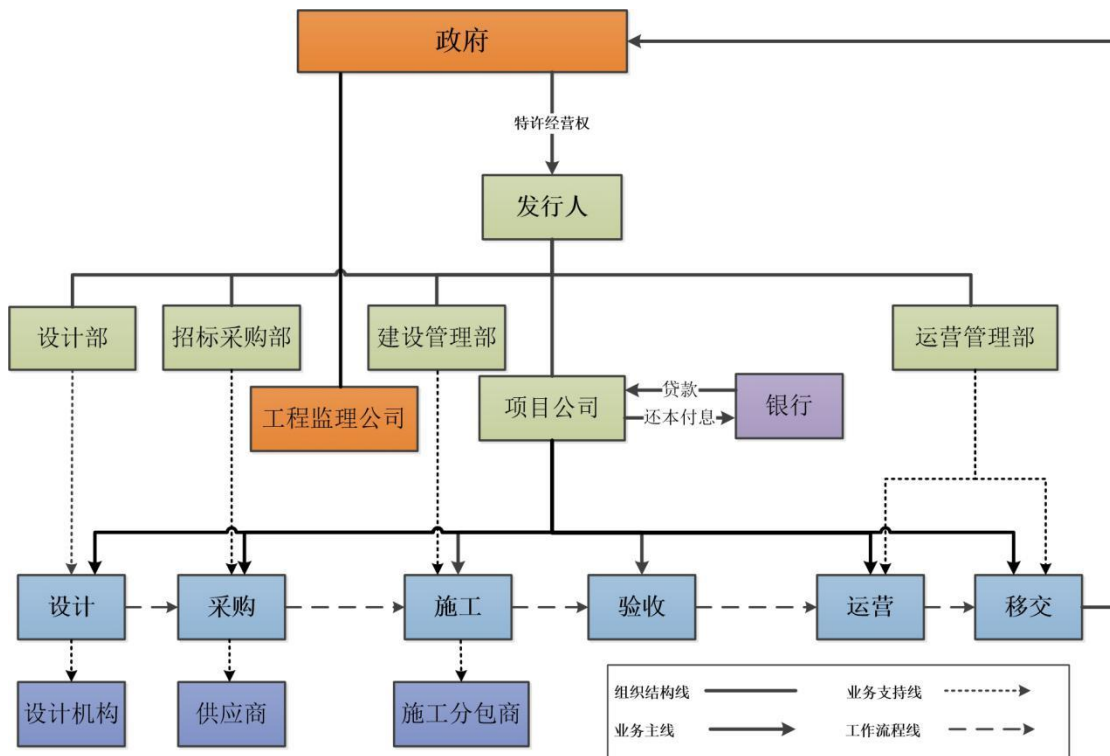 政府
特许经营权
发行人
设计部
招标采购部
建设管理部
运营管理部
工程监理公司
项目公司
贷款
还本付息
银行
设计
采购
施工
验收
运营
移交
设计机构
供应商
施工分包商
组织结构线
业务支持线
业务主线
工作流程线